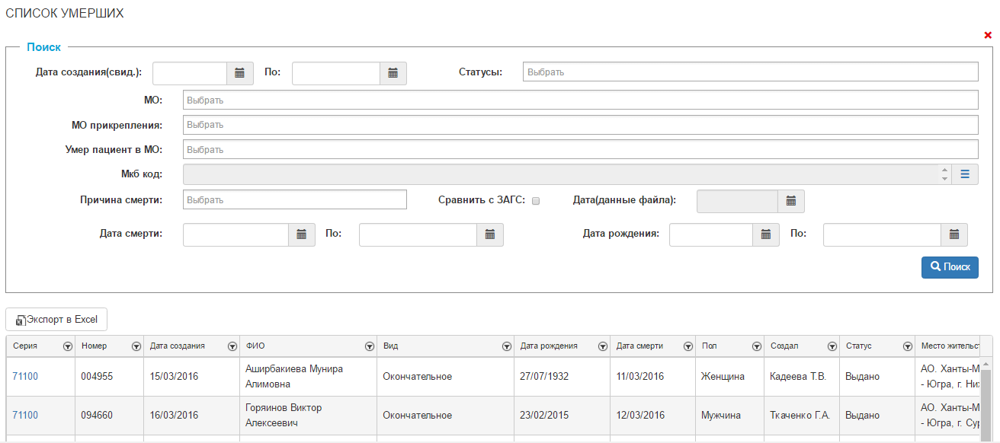 СПИСОК УМЕРШИХ
Поиск
Дата создания(свид.): По: Статусы: Выбрать
МО: Выбрать
МО прикрепления: Выбрать
Умер пациент в МО: Выбрать
Мкб код:
Причина смерти: Выбрать Сравнить с ЗАГС: Дата(данные файла):
Дата смерти: По: Дата рождения: По:
Поиск
Экспорт в Excel
Серия Номер Дата создания ФИО Вид Дата рождения Дата смерти Пол Создал Статус Место жительст
71100 004955 15/03/2016 Аширбакиева Мунира Алимовна Окончательное 27/07/1932 11/03/2016 Женщина Кадеева Т.В. Выдано АО. Ханты-М - Югра, г. Ни
71100 094660 16/03/2016 Горяинов Виктор Алексеевич Окончательное 23/02/2015 12/03/2016 Мужчина Ткаченко Г.А. Выдано АО. Ханты-М - Югра, г. Су